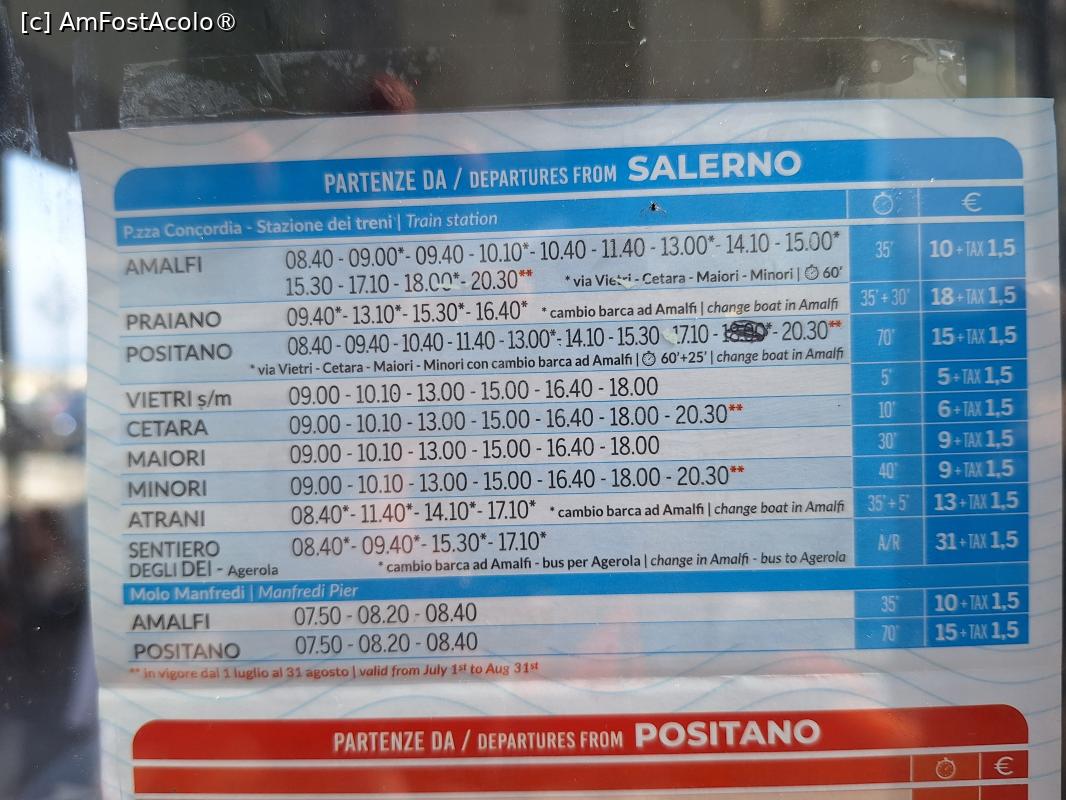 [c] AmFostAcolo®
PARTENZE DA / DEPARTURES FROM SALERNO
P.zza Concordia - Stazione dei treni | Train station €
AMALFI 08.40 - 09.00*- 09.40 - 10.10*- 10.40 - 11.40 - 13.00*- 14.10 - 15.00* 35' 10 + TAX 1,5
15.30 - 17.10 - 18.00*- 20.30** * via Vietri - Cetara - Maiori - Minori | 60'
PRAIANO 09.40*- 13.10*- 15.30*- 16.40* * cambio barca ad Amalfi | change boat in Amalfi 35' + 30' 18 + TAX 1,5
POSITANO 08.40 - 09.40 - 10.40 - 11.40 - 13.00*- 14.10 - 15.30 - 17.10 - * - 20.30** 70' 15 + TAX 1,5
* via Vietri - Cetara - Maiori - Minori con cambio barca ad Amalfi | 60'+25' | change boat in Amalfi
VIETRI s/m 09.00 - 10.10 - 13.00 - 15.00 - 16.40 - 18.00 5' 5 + TAX 1,5
CETARA 09.00 - 10.10 - 13.00 - 15.00 - 16.40 - 18.00 - 20.30** 10' 6 + TAX 1,5
MAIORI 09.00 - 10.10 - 13.00 - 15.00 - 16.40 - 18.00 30' 9 + TAX 1,5
MINORI 09.00 - 10.10 - 13.00 - 15.00 - 16.40 - 18.00 - 20.30** 40' 9 + TAX 1,5
ATRANI 08.40*- 11.40*- 14.10*- 17.10* * cambio barca ad Amalfi | change boat in Amalfi 35' + 5' 13 + TAX 1,5
SENTIERO 08.40*- 09.40*- 15.30*- 17.10* A/R 31 + TAX 1,5
DEGLI DEI - Agerola * cambio barca ad Amalfi - bus per Agerola | change in Amalfi - bus to Agerola
Molo Manfredi | Manfredi Pier
AMALFI 07.50 - 08.20 - 08.40 35' 10 + TAX 1,5
POSITANO 07.50 - 08.20 - 08.40 70' 15 + TAX 1,5
** in vigore dal 1 luglio al 31 agosto | valid from July 1st to Aug 31st
PARTENZE DA / DEPARTURES FROM POSITANO
€